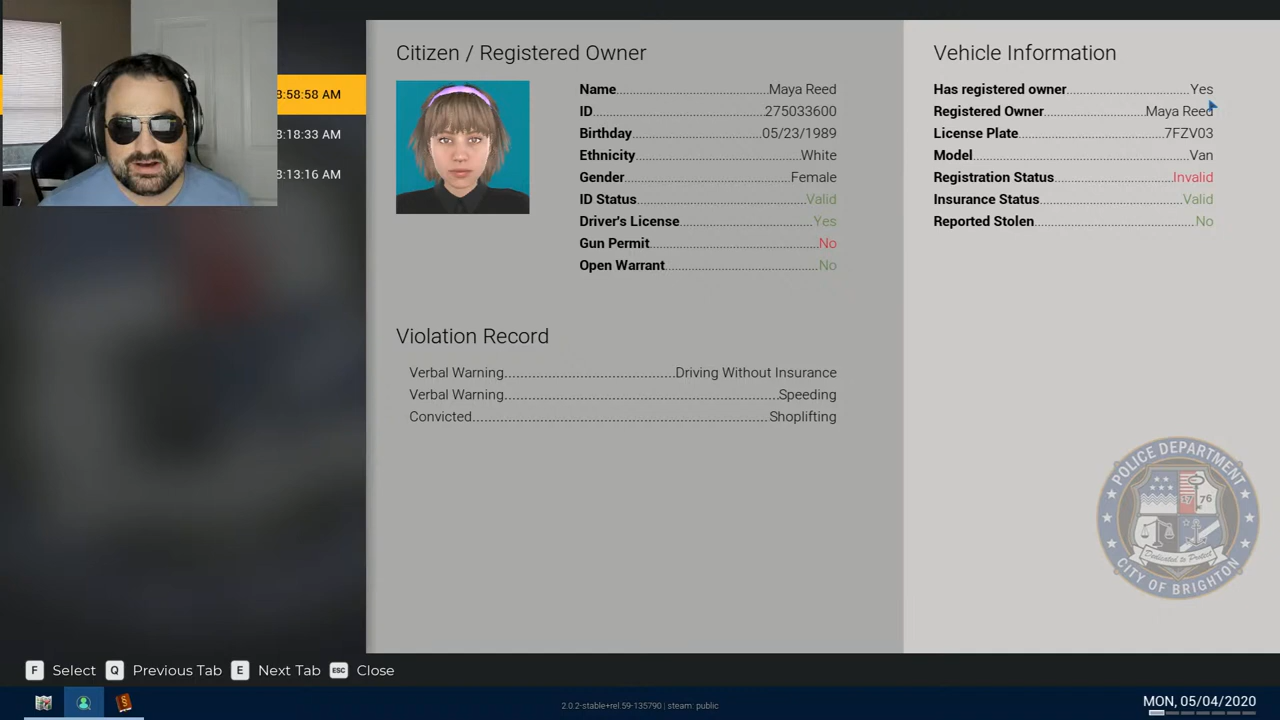 8:58:58 AM
8:18:33 AM
8:13:16 AM
Citizen / Registered Owner
Name Maya Reed
ID 275033600
Birthday 05/23/1989
Ethnicity White
Gender Female
ID Status Valid
Driver's License Yes
Gun Permit No
Open Warrant No
Violation Record
Verbal Warning Driving Without Insurance
Verbal Warning Speeding
Convicted Shoplifting
Vehicle Information
Has registered owner Yes
Registered Owner Maya Reed
License Plate 7FZV03
Model Van
Registration Status Invalid
Insurance Status Valid
Reported Stolen No
POLICE DEPARTMENT
17 76
Dedicated to Protect
CITY OF BRIGHTON
F Select Q Previous Tab E Next Tab ESC Close
2.0.2-stable+rel.59-135790 | steam: public
MON, 05/04/2020